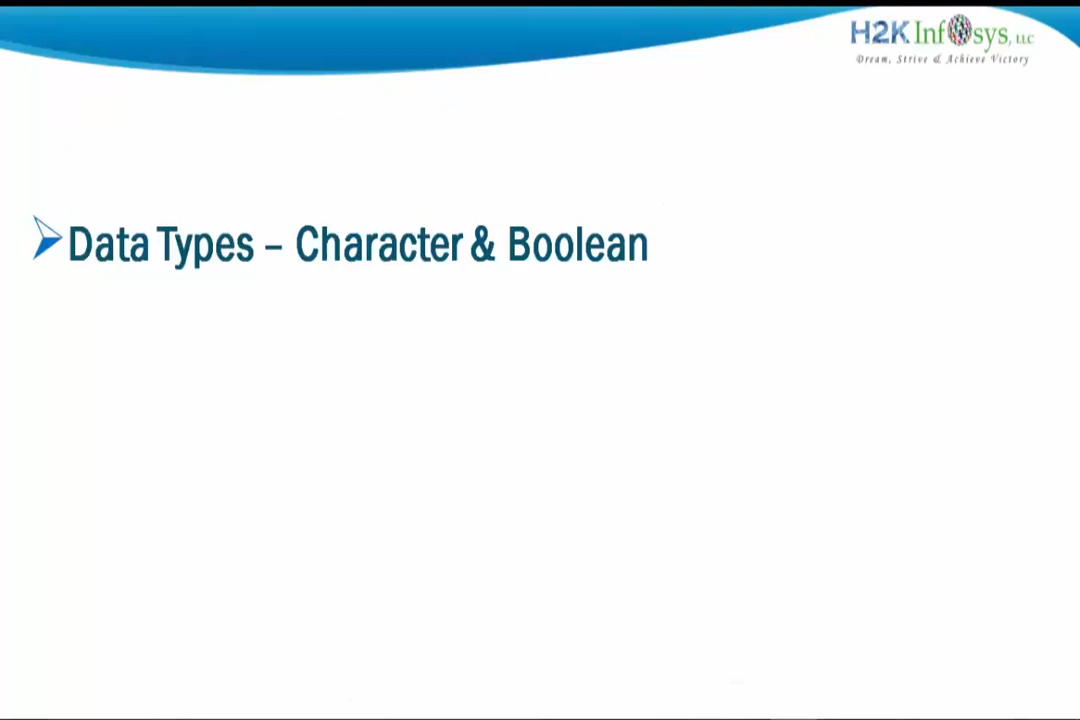 H2K Infosys, LLC
Dream, Strive & Achieve Victory
Data Types – Character & Boolean